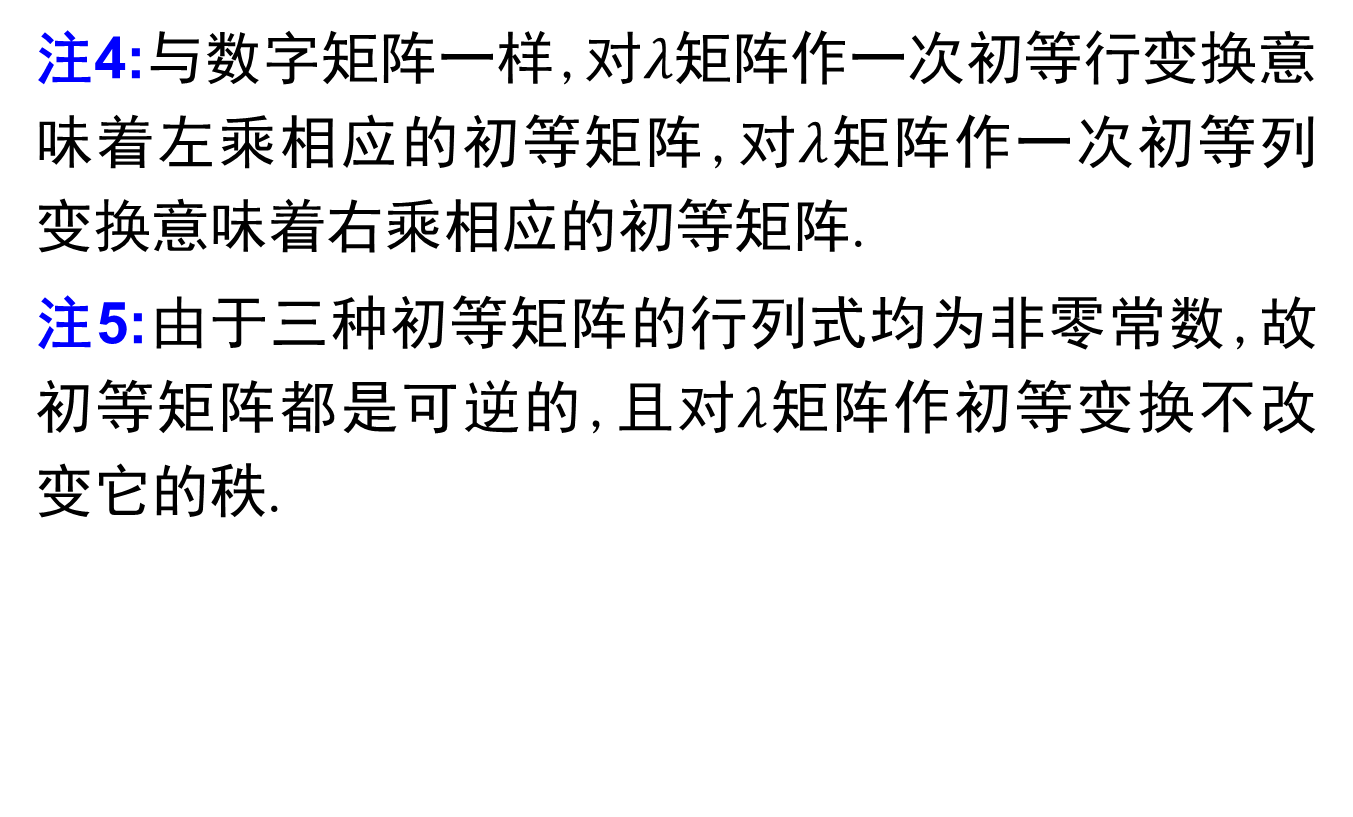 注4:与数字矩阵一样,对λ矩阵作一次初等行变换意
味着左乘相应的初等矩阵,对λ矩阵作一次初等列
变换意味着右乘相应的初等矩阵.
注5:由于三种初等矩阵的行列式均为非零常数,故
初等矩阵都是可逆的,且对λ矩阵作初等变换不改
变它的秩.